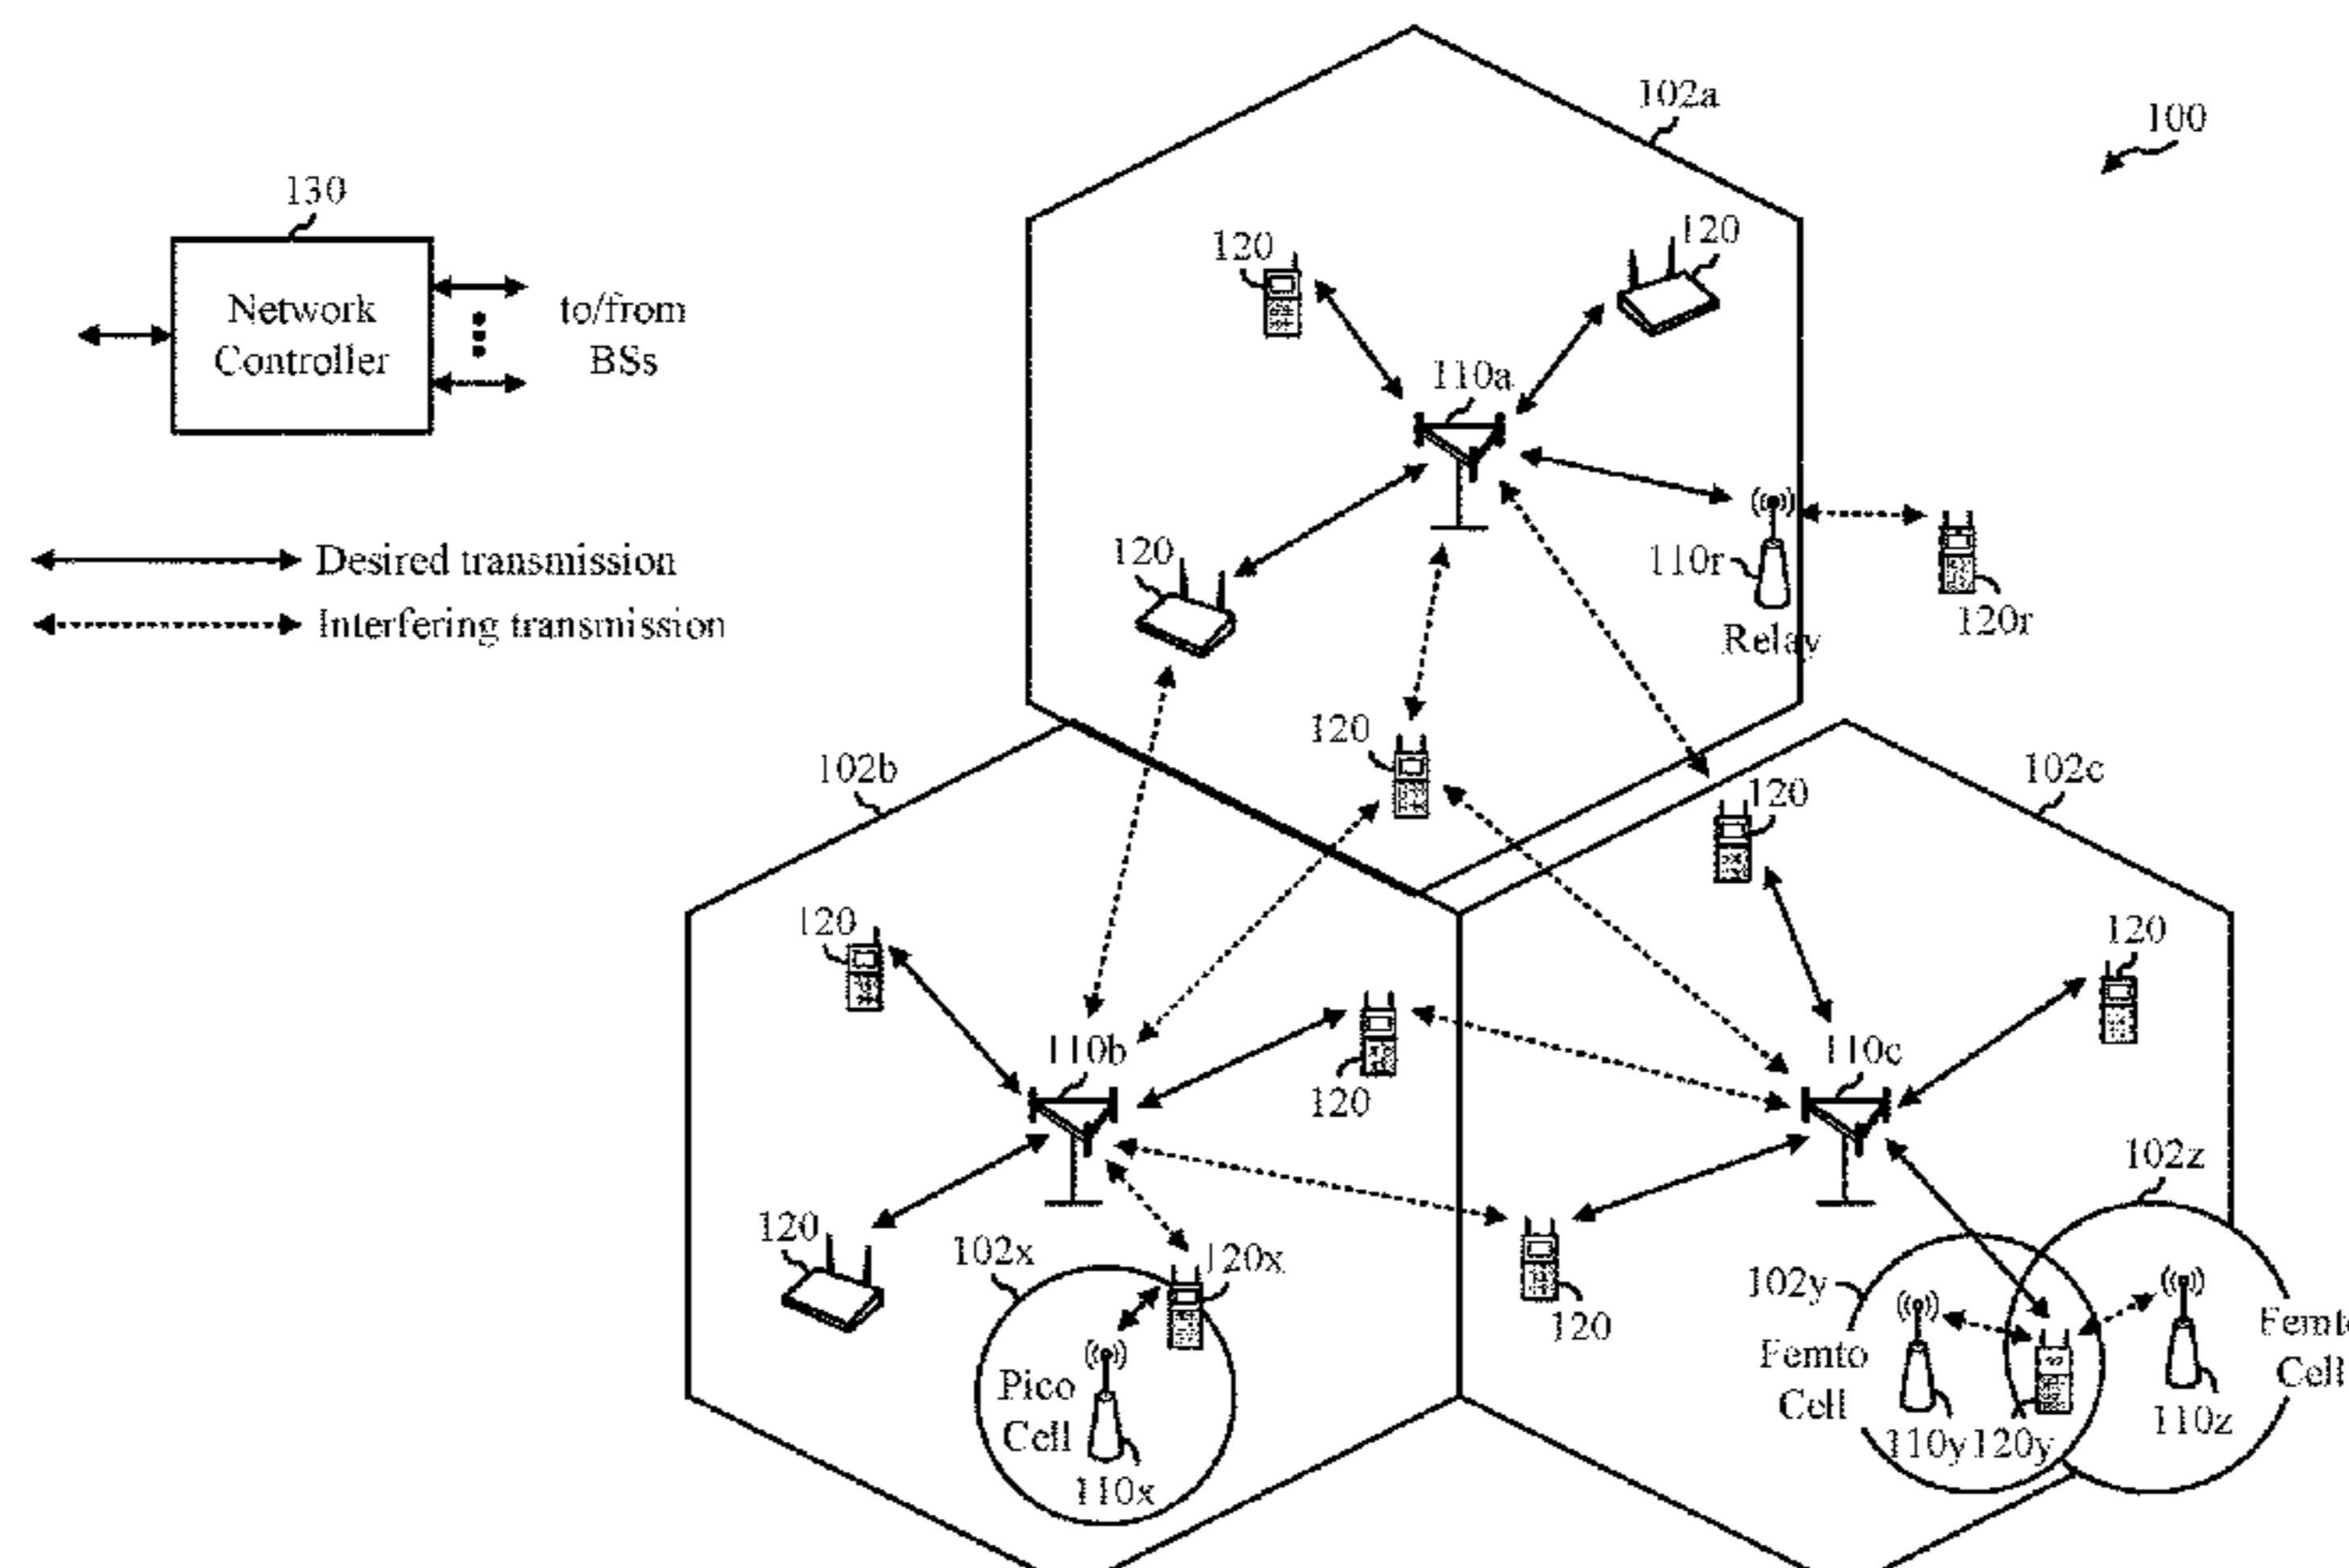 102a
100
130
120
120
Network
Controller
to/from
BSs
110a
Desired transmission
Interfering transmission
120
110r
120r
Relay
120
102b
102c
120
120
120
110b
110c
120
102z
120
102x
120x
102y
120
Femto
Cell
Pico
Cell
110x
Femto
Cell
110y
120y
110z